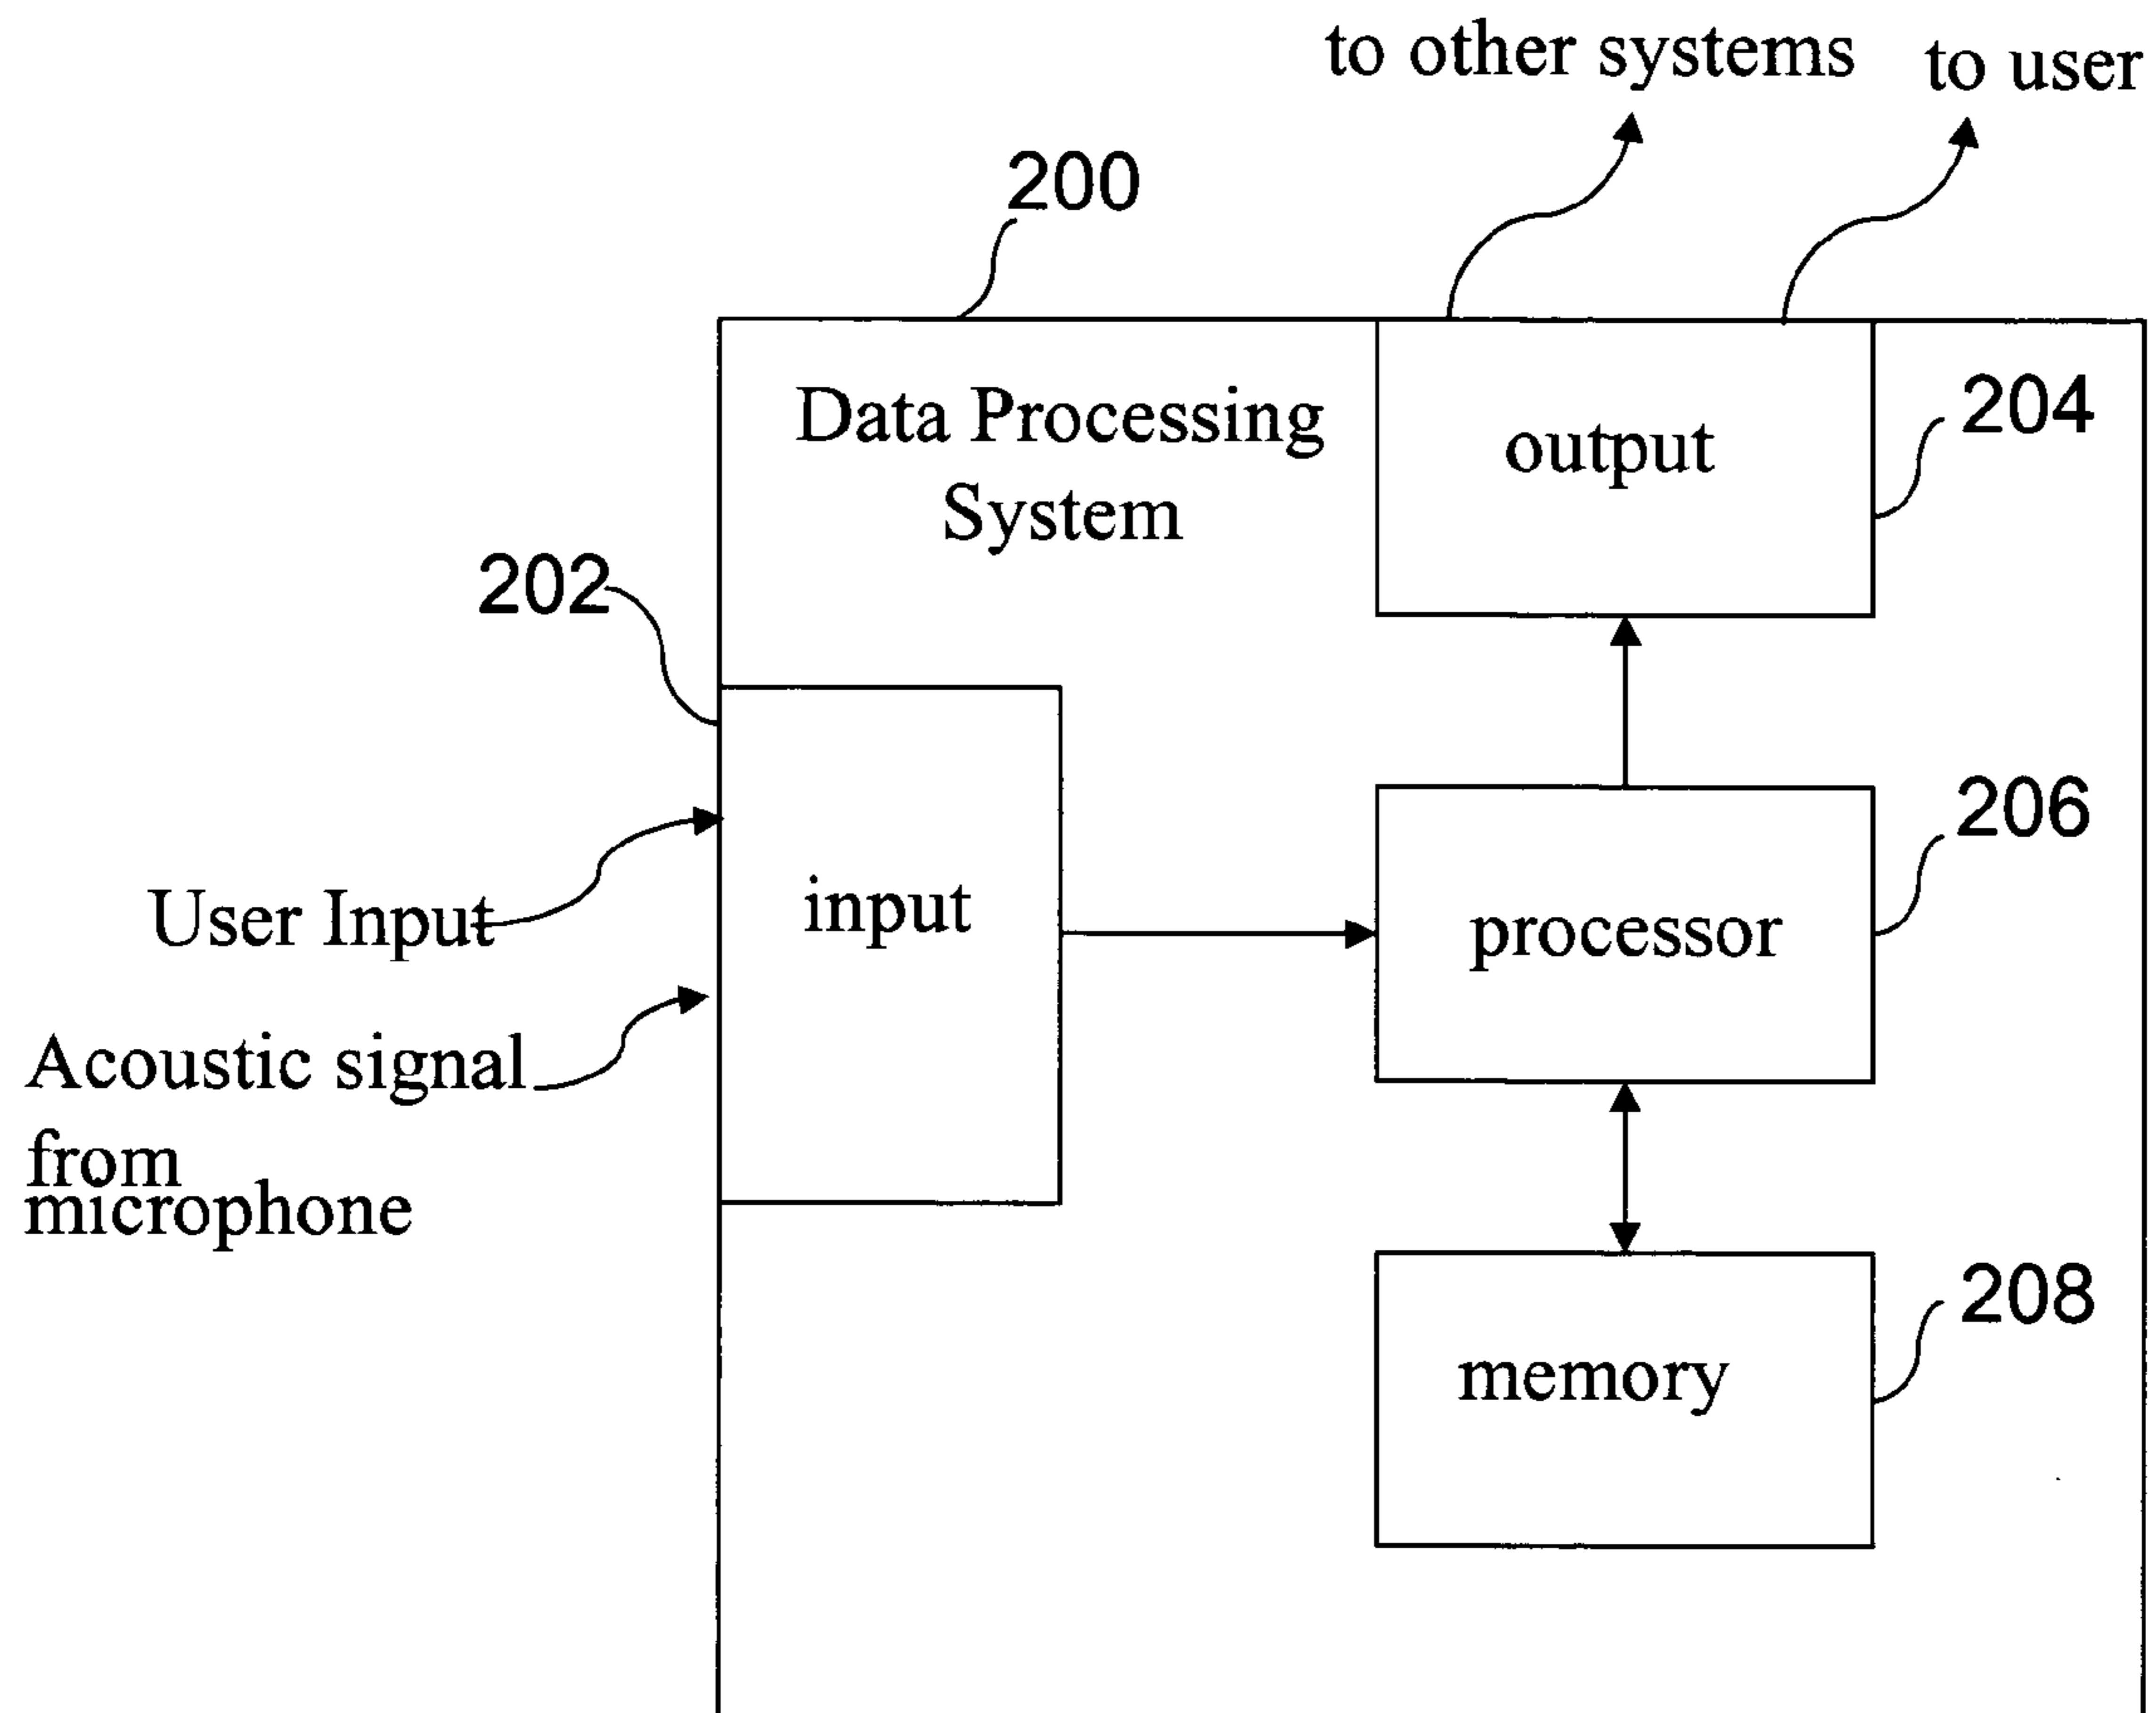 to other systems
to user
200
Data Processing
System
output
204
202
input
User Input
processor
206
Acoustic signal
from
microphone
memory
208